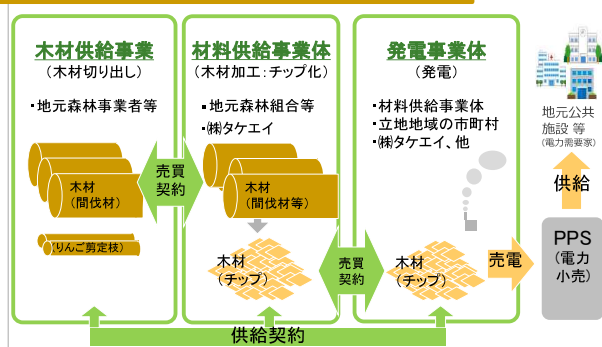 木材供給事業
(木材切り出し)
・地元森林事業者等
木材
(間伐材)
(りんご剪定枝)
売買
契約
材料供給事業体
(木材加工:チップ化)
・地元森林組合等
・㈱タケエイ
木材
(間伐材等)
木材
(チップ)
売買
契約
発電事業体
(発電)
・材料供給事業体
・立地地域の市町村
・㈱タケエイ、他
木材
(チップ)
売電
PPS
(電力
小売)
供給
地元公共
施設 等
(電力需要家)
供給契約